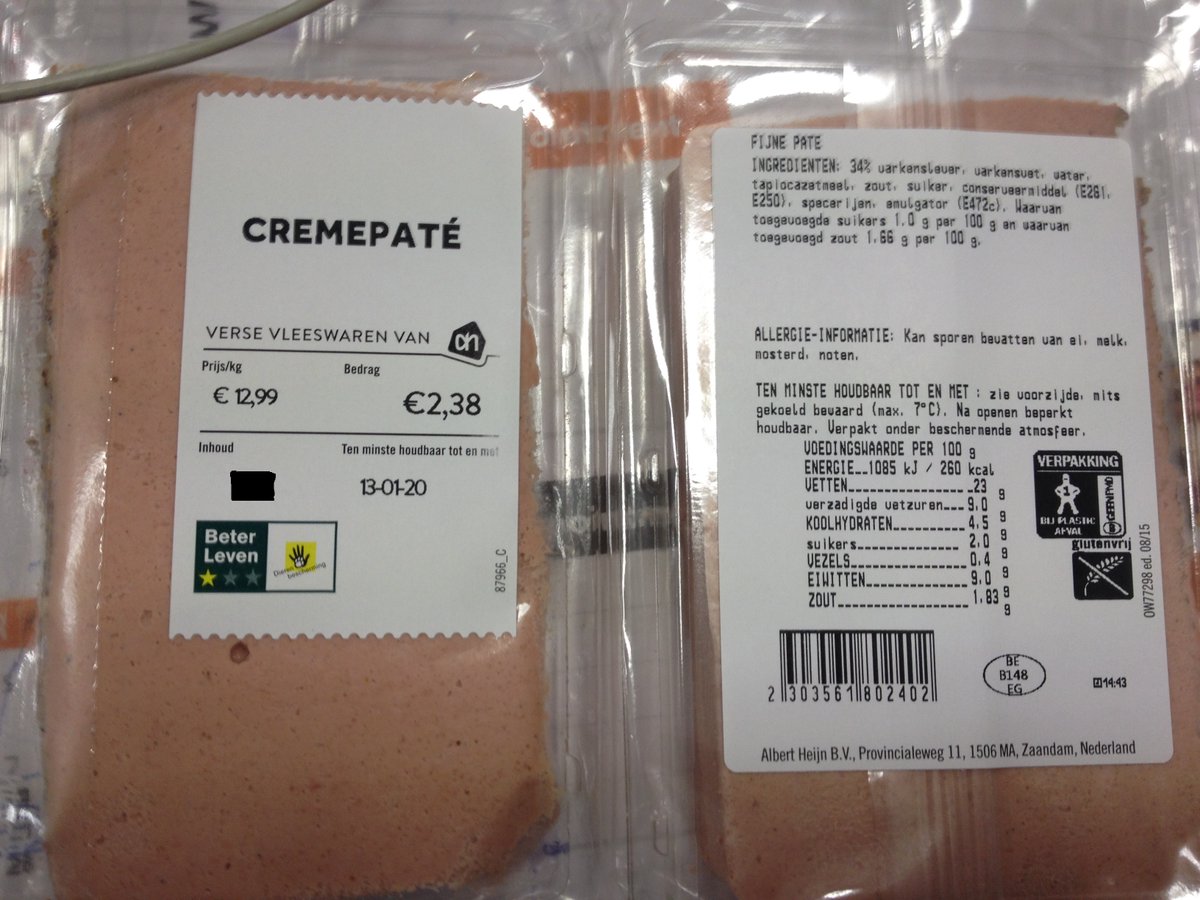 CREMEPATÉ
VERSE VLEESWAREN VAN ah
Prijs/kg
Bedrag
€ 12,99
€2,38
Inhoud
Ten minste houdbaar tot en met
13-01-20
Beter
Leven
Dierenbescherming
87966_C
FIJNE PATE
INGREDIENTEN: 34% varkenslever, varkensvet, water,
tapiocazetmeel, zout, suiker, conserveermiddel (E261,
E250), specerijen, emulgator (E472c). Waarvan
toegevoegde suikers 1.0 g per 100 g en waarvan
toegevoegd zout 1.66 g per 100 g.
ALLERGIE-INFORMATIE: Kan sporen bevatten van ei, melk,
mosterd, noten.
TEN MINSTE HOUDBAAR TOT EN MET : zie voorzijde, mits
gekoeld bewaard (max. 7°C). Na openen beperkt
houdbaar. Verpakt onder beschermende atmosfeer.
VOEDINGSWAARDE PER 100 g
ENERGIE 1085 kJ / 260 kcal
VETTEN 23 g
verzadigde vetzuren 9.0 g
KOOLHYDRATEN 4.5 g
suikers 2.0 g
VEZELS 0.4 g
EIWITTEN 9.0 g
ZOUT 1.83 g
VERPAKKING
1
BIJ PLASTIC
AFVAL
GEEN PMD
glutenvrij
OW77298 ed. 08/15
2 303561 802402
BE
B148
EG
14:43
Albert Heijn B.V., Provincialeweg 11, 1506 MA, Zaandam, Nederland